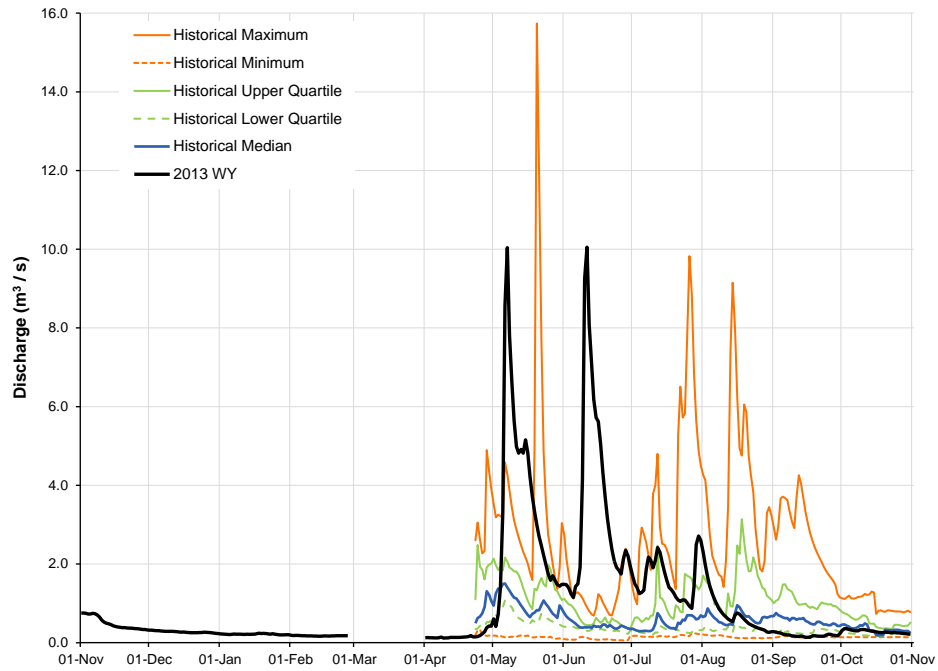 16.0
14.0
12.0
10.0
8.0
6.0
4.0
2.0
0.0
Discharge (m³ / s)
Historical Maximum
Historical Minimum
Historical Upper Quartile
Historical Lower Quartile
Historical Median
2013 WY
01-Nov 01-Dec 01-Jan 01-Feb 01-Mar 01-Apr 01-May 01-Jun 01-Jul 01-Aug 01-Sep 01-Oct 01-Nov